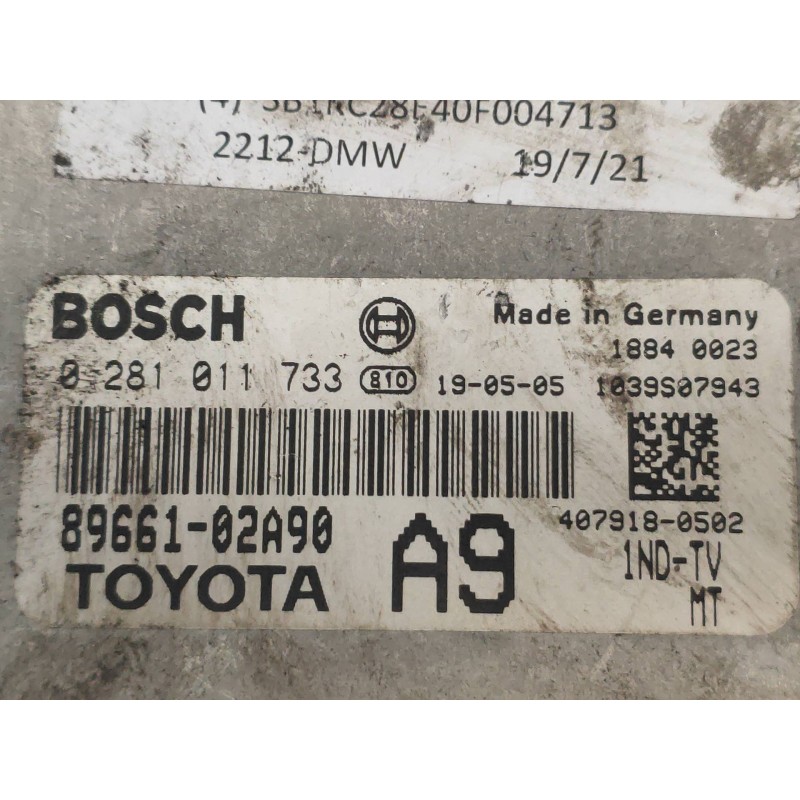 2212-DMW 19/7/21
BOSCH
Made in Germany
1884 0023
0 281 011 733 810 19-05-05 1039S07943
89661-02A90
A9
407918-0502
TOYOTA
1ND-TV
MT